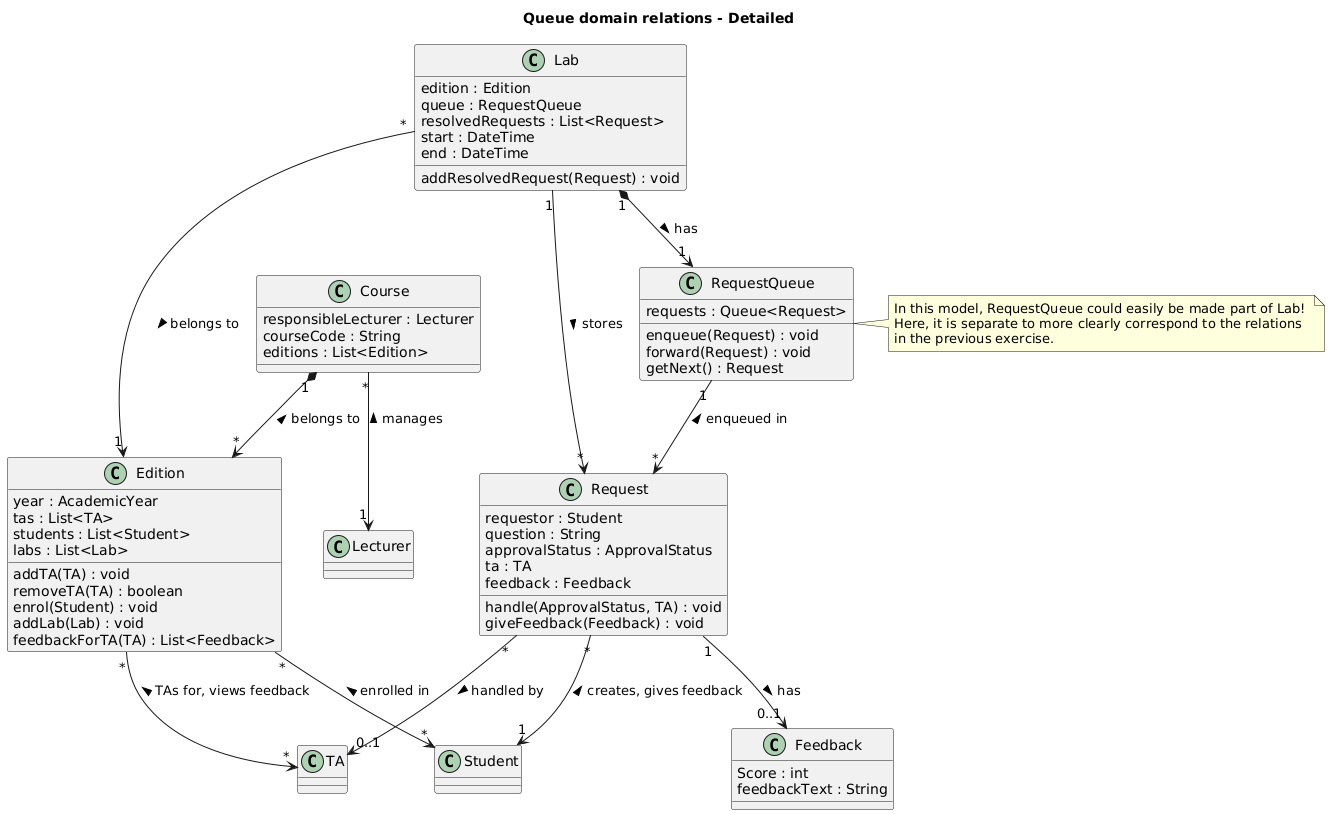 Queue domain relations - Detailed
C Lab
edition : Edition
queue : RequestQueue
resolvedRequests : List<Request>
start : DateTime
end : DateTime
addResolvedRequest(Request) : void
*
1
1
has
1
C Course
responsibleLecturer : Lecturer
courseCode : String
editions : List<Edition>
C RequestQueue
requests : Queue<Request>
enqueue(Request) : void
forward(Request) : void
getNext() : Request
In this model, RequestQueue could easily be made part of Lab!
Here, it is separate to more clearly correspond to the relations
in the previous exercise.
belongs to
stores
1
*
1
belongs to
manages
enqueued in
1
*
1
*
*
C Edition
year : AcademicYear
tas : List<TA>
students : List<Student>
labs : List<Lab>
addTA(TA) : void
removeTA(TA) : boolean
enrol(Student) : void
addLab(Lab) : void
feedbackForTA(TA) : List<Feedback>
C Lecturer
C Request
requestor : Student
question : String
approvalStatus : ApprovalStatus
ta : TA
feedback : Feedback
handle(ApprovalStatus, TA) : void
giveFeedback(Feedback) : void
*
*
*
*
1
TAs for, views feedback
enrolled in
handled by
creates, gives feedback
has
*
0..1
*
1
0..1
C TA
C Student
C Feedback
Score : int
feedbackText : String